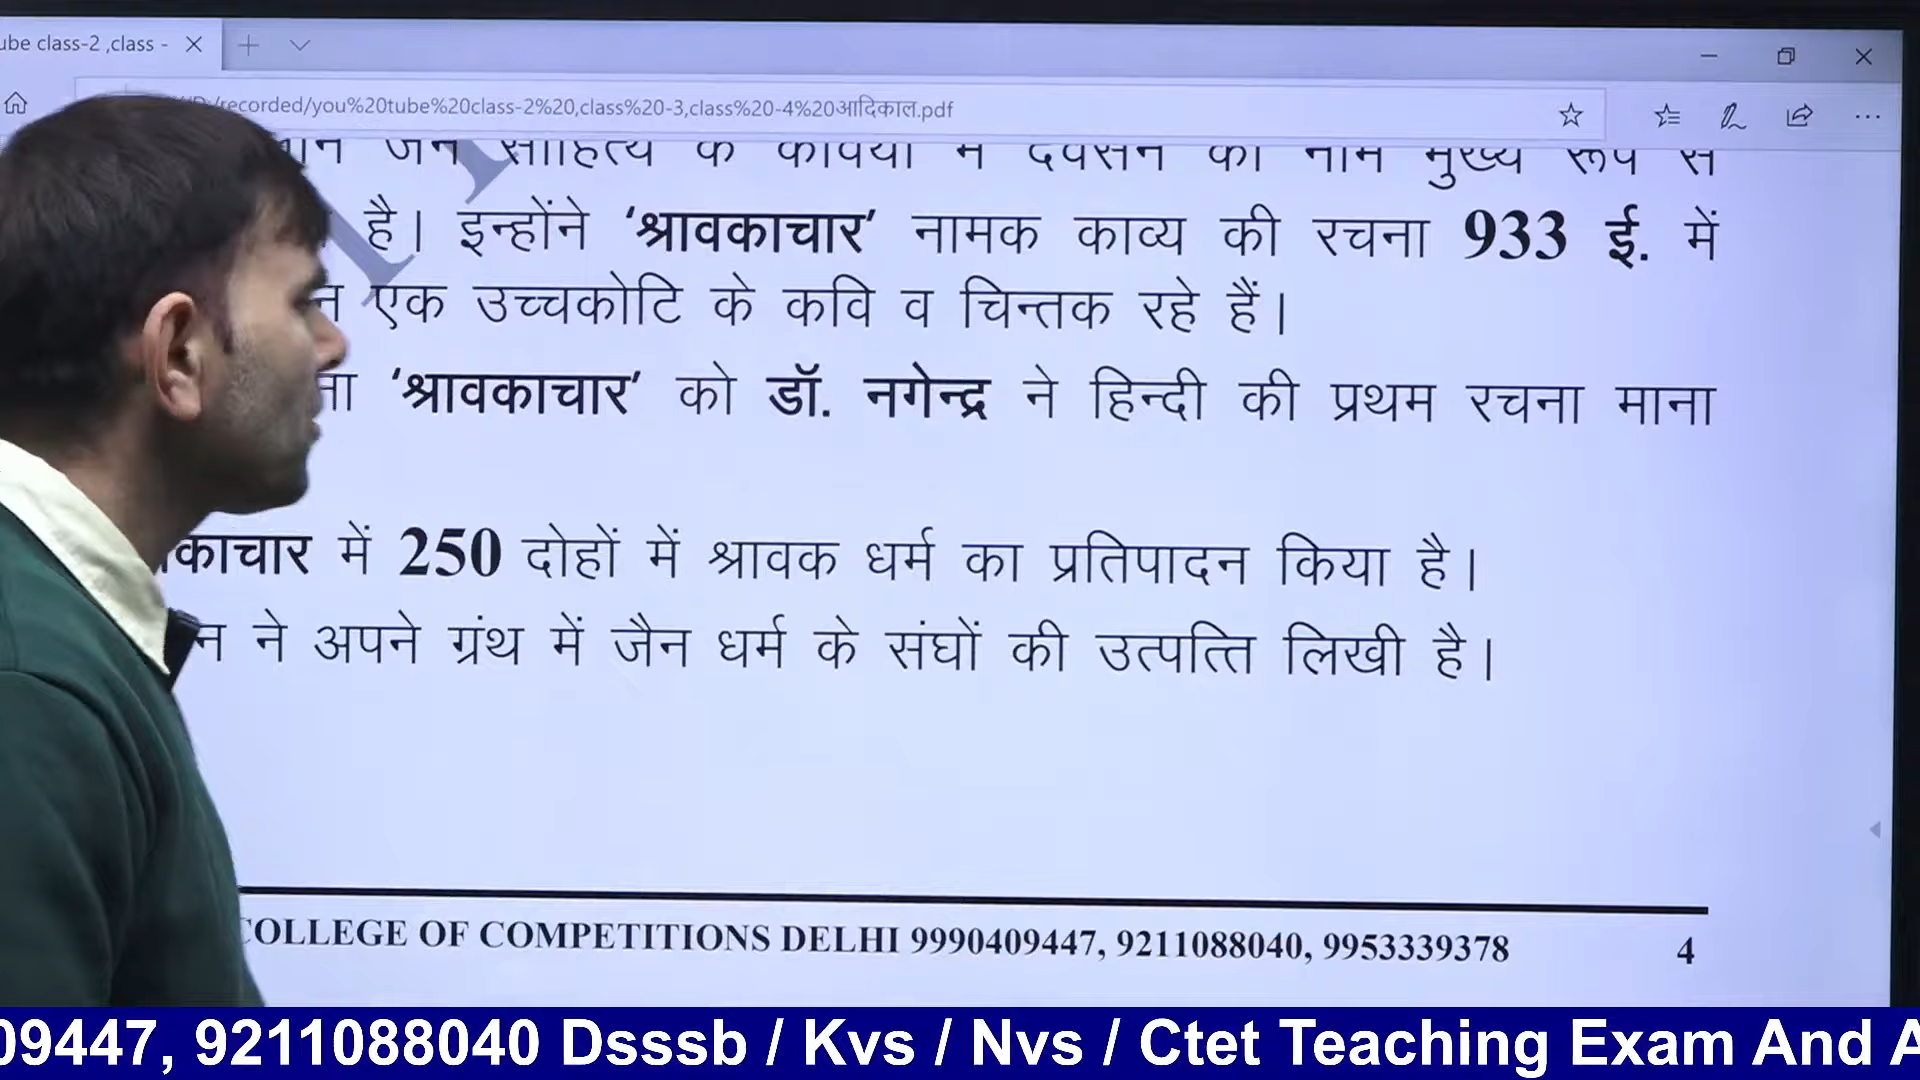 ube class-2 ,class -
/recorded/you%20tube%20class-2%20,class%20-3,class%20-4%20आदिकाल.pdf
जैन साहित्य के कवियों में देवसेन का नाम मुख्य रूप से
है। इन्होंने ‘श्रावकाचार’ नामक काव्य की रचना 933 ई. में
न एक उच्चकोटि के कवि व चिन्तक रहे हैं।
ना ‘श्रावकाचार’ को डॉ. नगेन्द्र ने हिन्दी की प्रथम रचना माना
काचार में 250 दोहों में श्रावक धर्म का प्रतिपादन किया है।
न ने अपने ग्रंथ में जैन धर्म के संघों की उत्पत्ति लिखी है।
COLLEGE OF COMPETITIONS DELHI 9990409447, 9211088040, 9953339378 4
09447, 9211088040 Dsssb / Kvs / Nvs / Ctet Teaching Exam And A